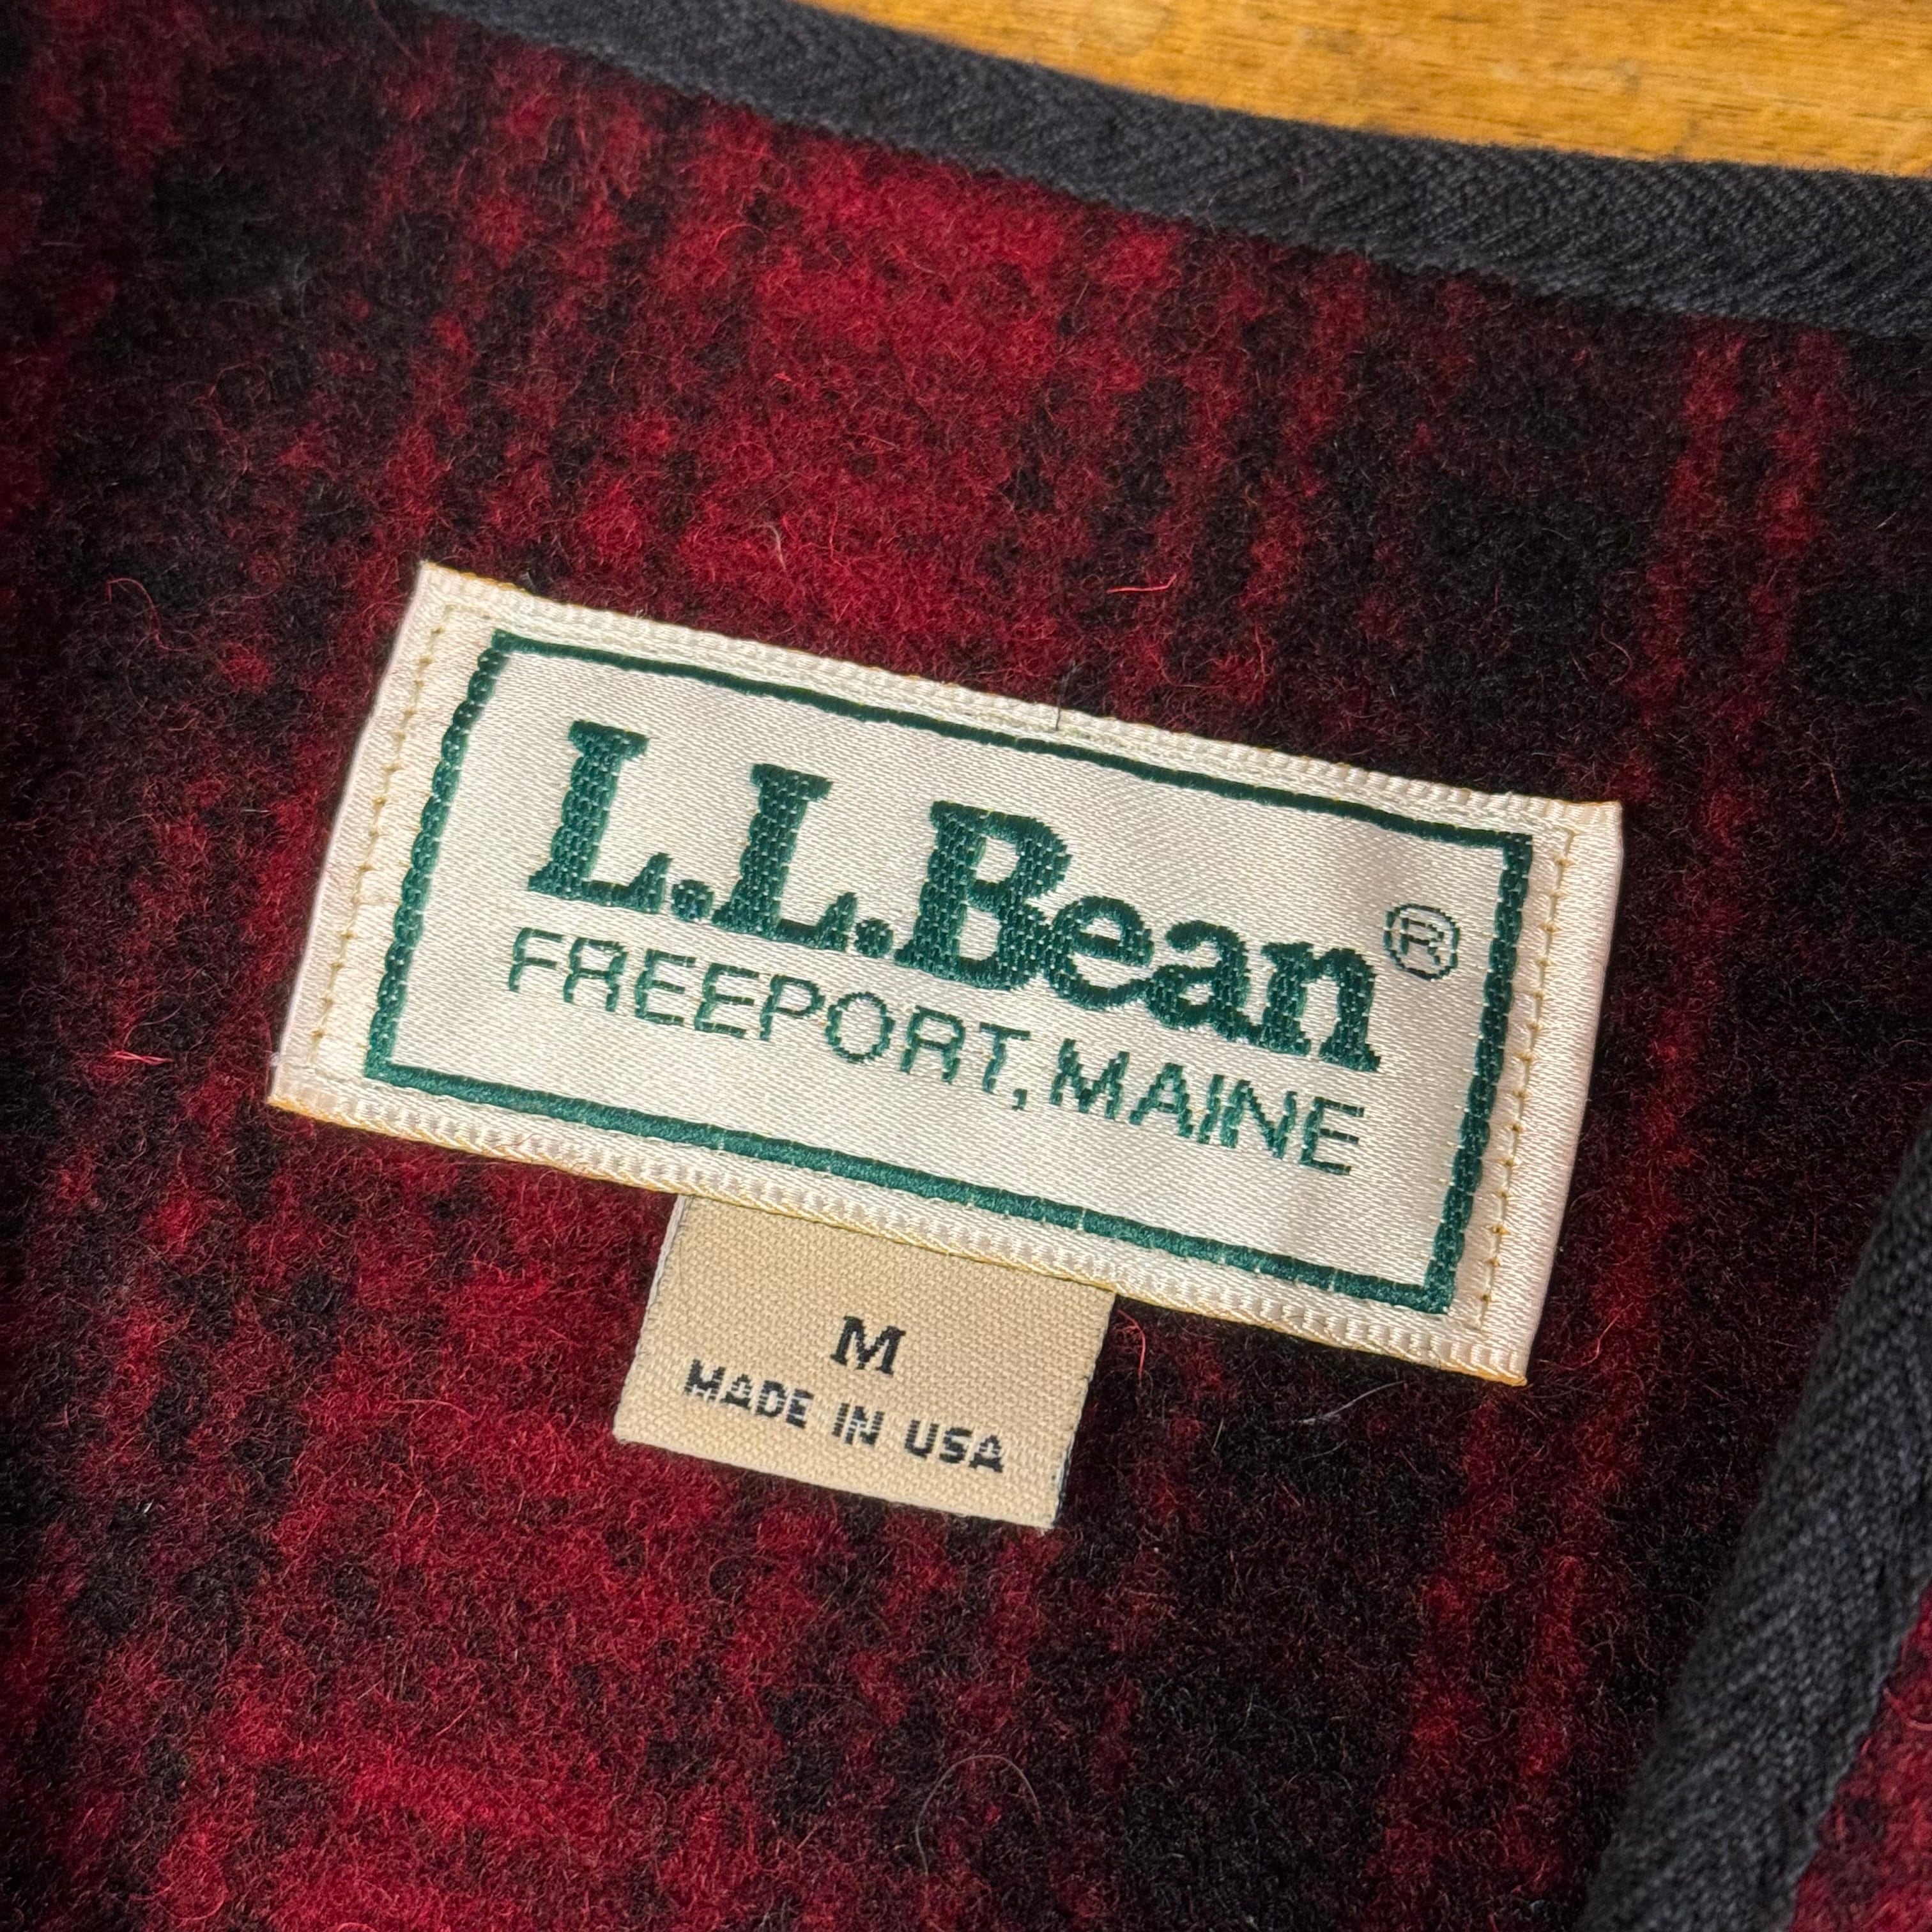 L.L.Bean®
FREEPORT, MAINE
M
MADE IN USA